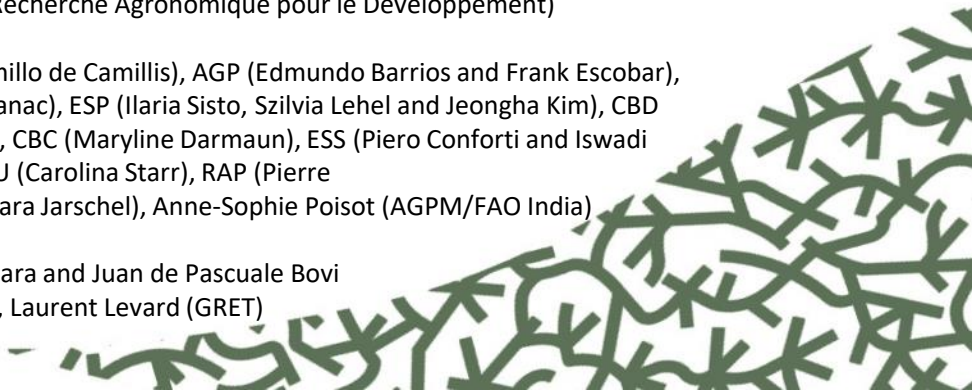 Recherche Agronomique pour le Développement)
nillo de Camillis), AGP (Edmundo Barrios and Frank Escobar),
anac), ESP (Ilaria Sisto, Szilvia Lehel and Jeongha Kim), CBD
, CBC (Maryline Darmaun), ESS (Piero Conforti and Iswadi
J (Carolina Starr), RAP (Pierre
ara Jarschel), Anne-Sophie Poisot (AGPM/FAO India)
ara and Juan de Pascuale Bovi
, Laurent Levard (GRET)